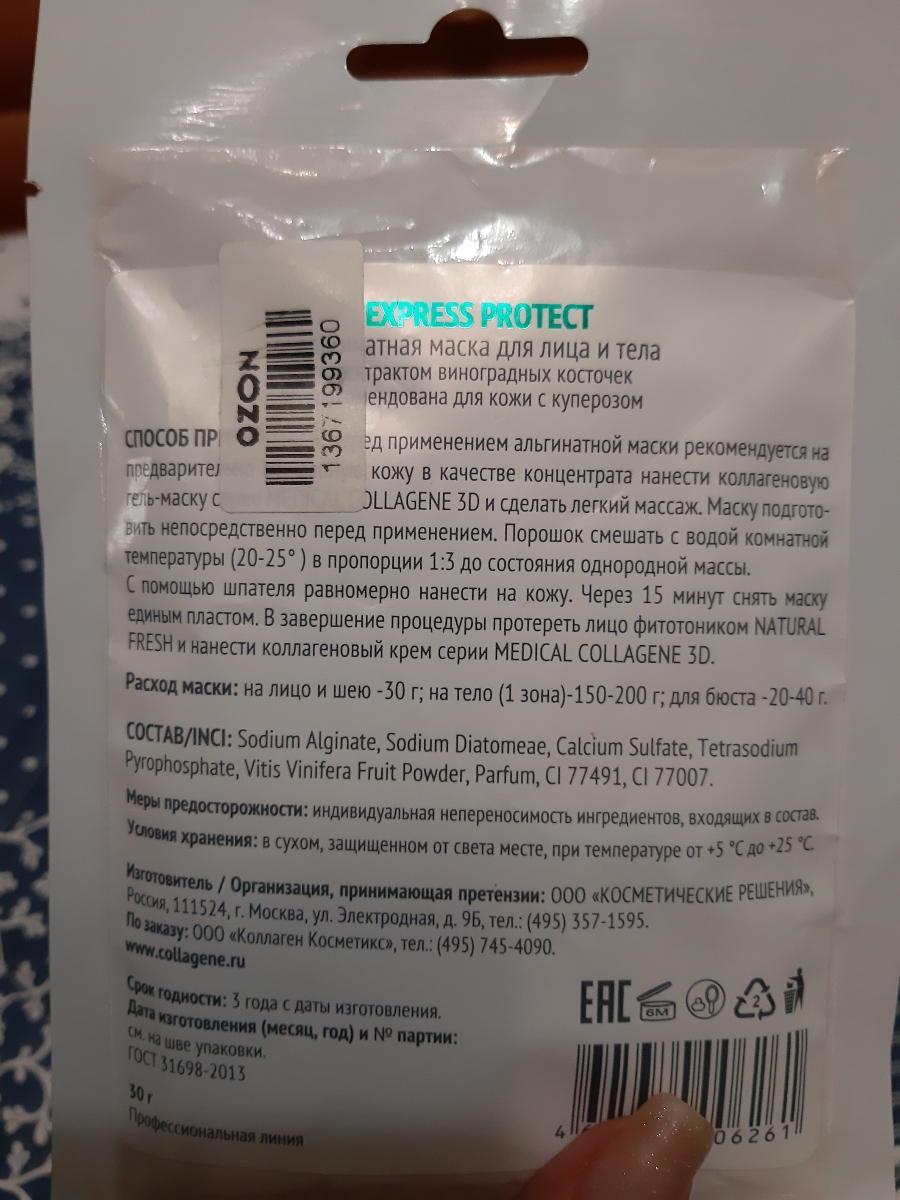 EXPRESS PROTECT
атная маска для лица и тела
трактом виноградных косточек
ендована для кожи с куперозом
OZON
1367199360
СПОСОБ ПР ед применением альгинатной маски рекомендуется на
предварител кожу в качестве концентрата нанести коллагеновую
гель-маску с MEDICAL COLLAGENE 3D и сделать легкий массаж. Маску подгото-
вить непосредственно перед применением. Порошок смешать с водой комнатной
температуры (20-25° ) в пропорции 1:3 до состояния однородной массы.
С помощью шпателя равномерно нанести на кожу. Через 15 минут снять маску
единым пластом. В завершение процедуры протереть лицо фитотоником NATURAL
FRESH и нанести коллагеновый крем серии MEDICAL COLLAGENE 3D.
Расход маски: на лицо и шею -30 г; на тело (1 зона)-150-200 г; для бюста -20-40 г.
СОСТАВ/INCI: Sodium Alginate, Sodium Diatomeae, Calcium Sulfate, Tetrasodium
Pyrophosphate, Vitis Vinifera Fruit Powder, Parfum, CI 77491, CI 77007.
Меры предосторожности: индивидуальная непереносимость ингредиентов, входящих в состав.
Условия хранения: в сухом, защищенном от света месте, при температуре от +5 °C до +25 °C.
Изготовитель / Организация, принимающая претензии: ООО «КОСМЕТИЧЕСКИЕ РЕШЕНИЯ»,
Россия, 111524, г. Москва, ул. Электродная, д. 9Б, тел.: (495) 357-1595.
По заказу: ООО «Коллаген Косметикс», тел.: (495) 745-4090.
www.collagene.ru
Срок годности: 3 года с даты изготовления.
Дата изготовления (месяц, год) и № партии:
см. на шве упаковки.
ГОСТ 31698-2013
30 г
Профессиональная линия
EAC 6M 2
4 06261